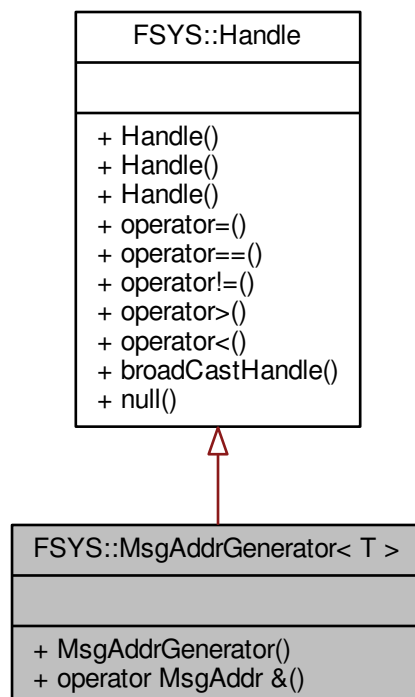 FSYS::Handle
+ Handle()
+ Handle()
+ Handle()
+ operator=()
+ operator==()
+ operator!=()
+ operator>()
+ operator<()
+ broadCastHandle()
+ null()
FSYS::MsgAddrGenerator< T >
+ MsgAddrGenerator()
+ operator MsgAddr &()